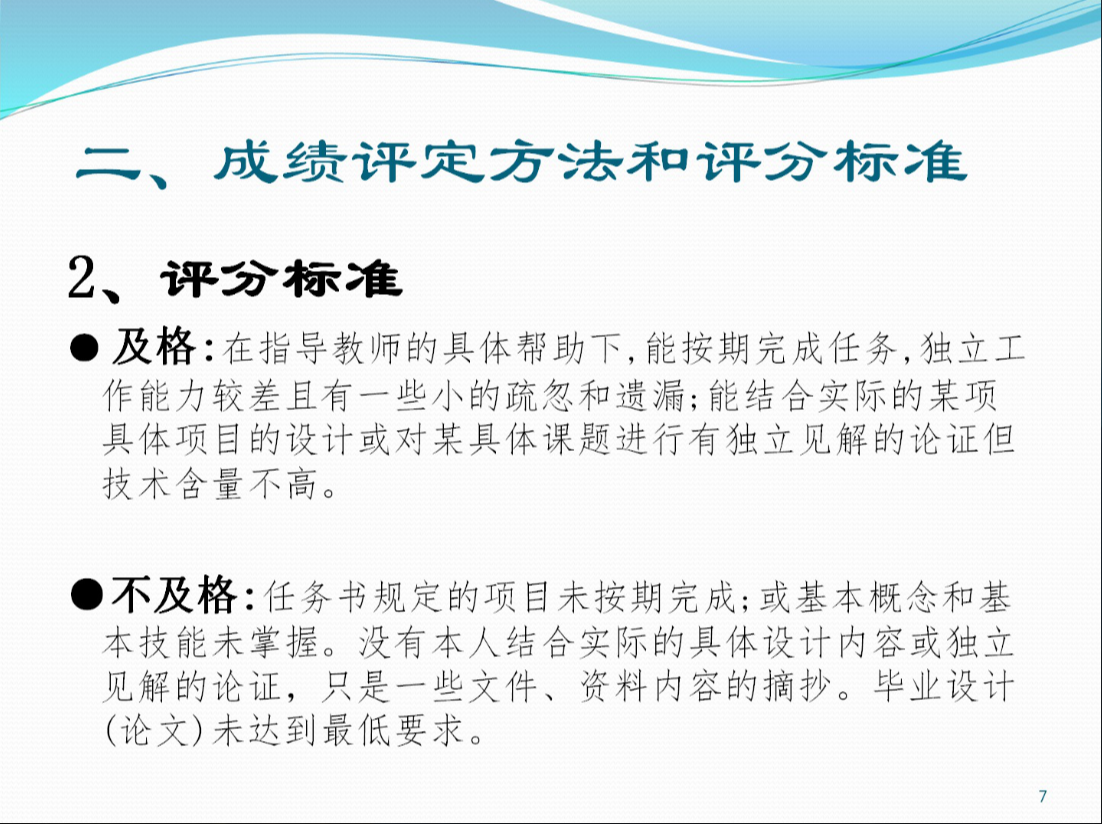 二、成绩评定方法和评分标准
2、评分标准
●及格:在指导教师的具体帮助下,能按期完成任务,独立工
作能力较差且有一些小的疏忽和遗漏;能结合实际的某项
具体项目的设计或对某具体课题进行有独立见解的论证但
技术含量不高。
●不及格:任务书规定的项目未按期完成;或基本概念和基
本技能未掌握。没有本人结合实际的具体设计内容或独立
见解的论证，只是一些文件、资料内容的摘抄。毕业设计
(论文)未达到最低要求。
7